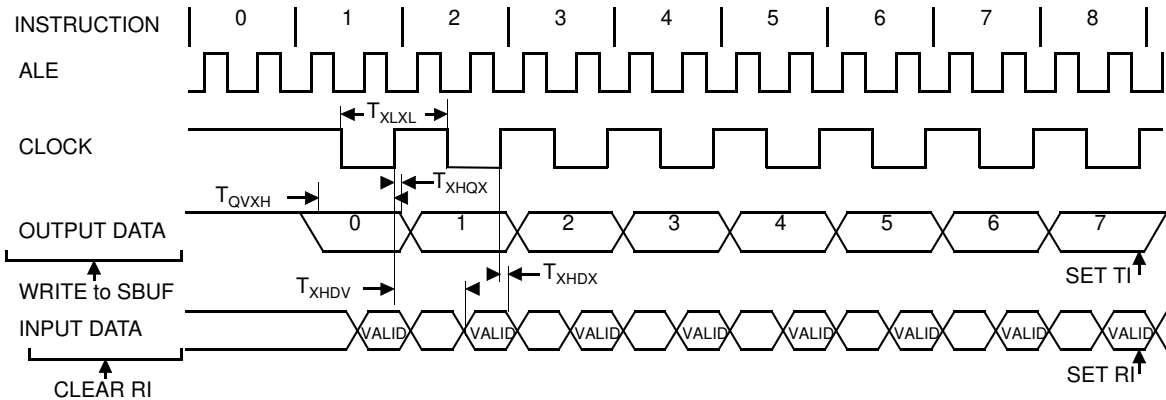 INSTRUCTION 0 1 2 3 4 5 6 7 8
ALE
TXLXL
CLOCK
TXHQX
TQVXH
OUTPUT DATA 0 1 2 3 4 5 6 7
TXHDX
SET TI
WRITE to SBUF
TXHDV
INPUT DATA VALID VALID VALID VALID VALID VALID VALID VALID
SET RI
CLEAR RI